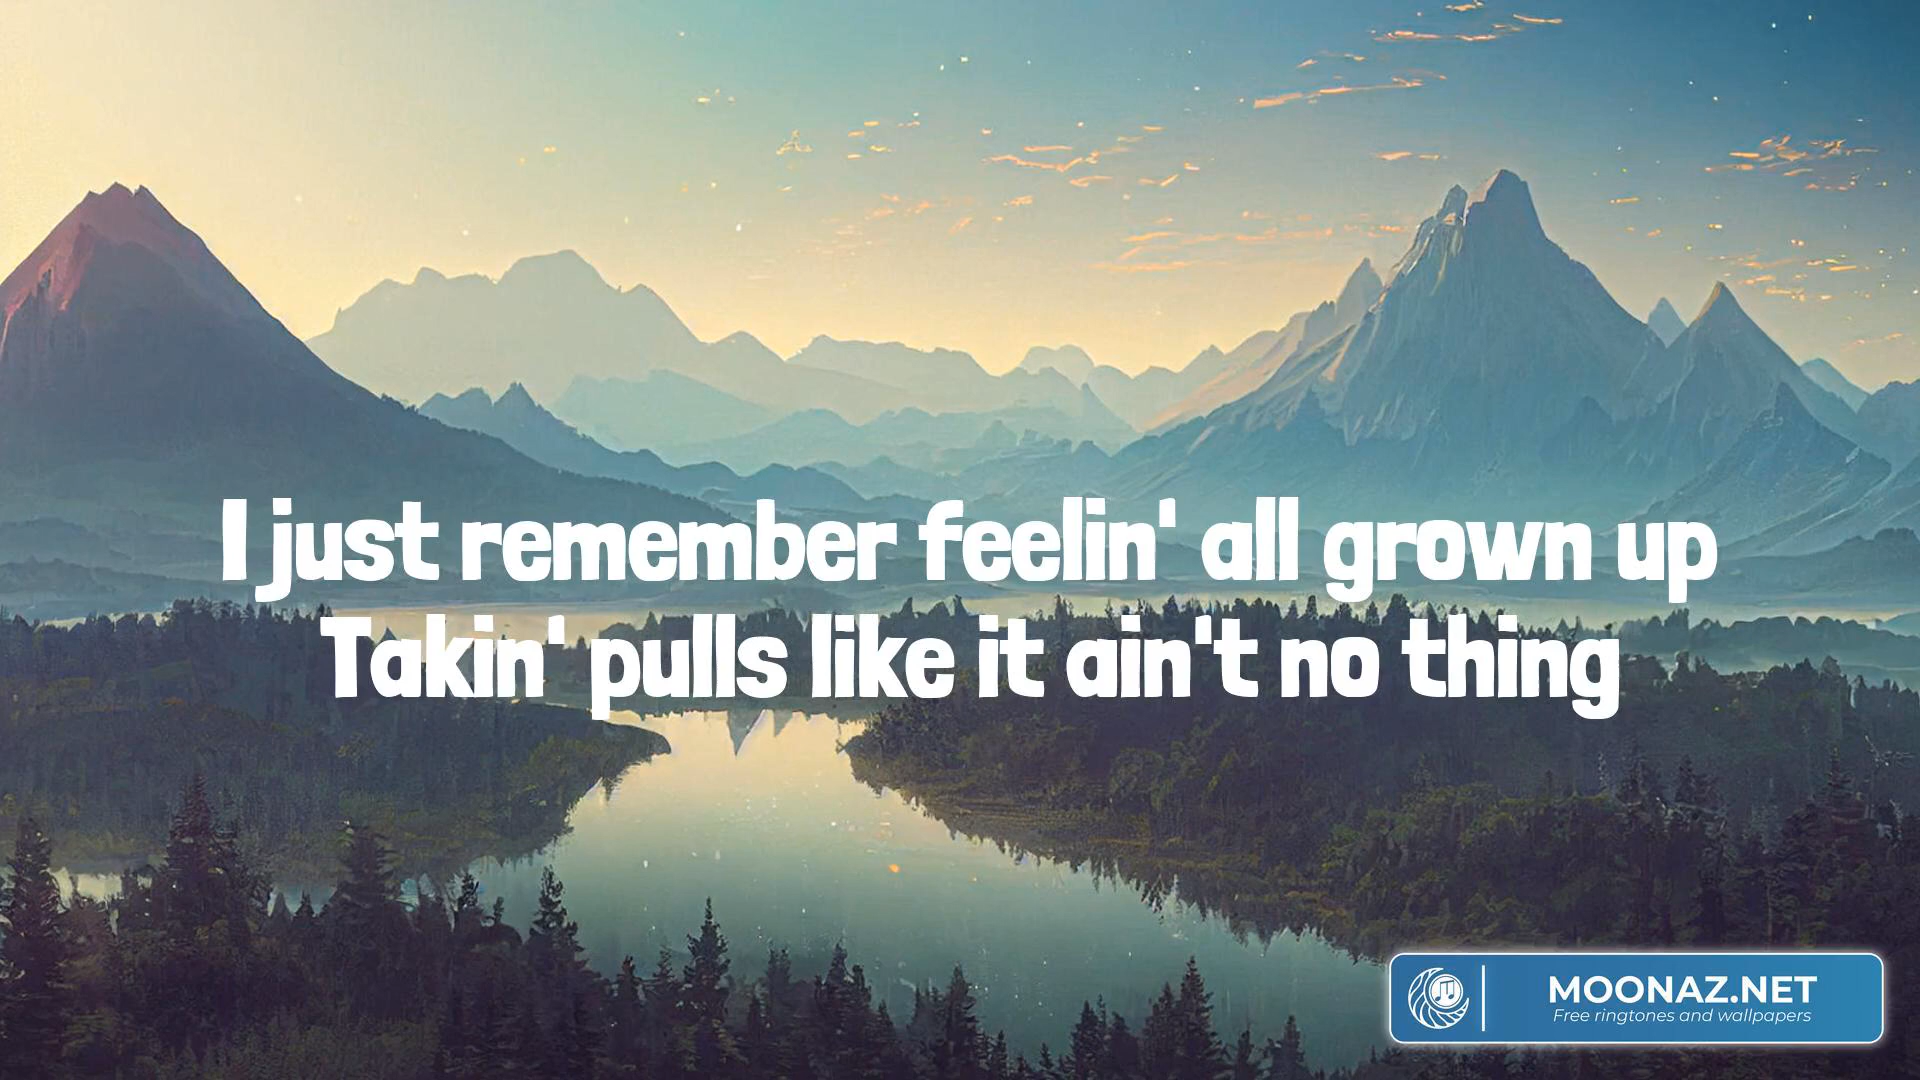 I just remember feelin' all grown up
Takin' pulls like it ain't no thing
MOONAZ.NET
Free ringtones and wallpapers